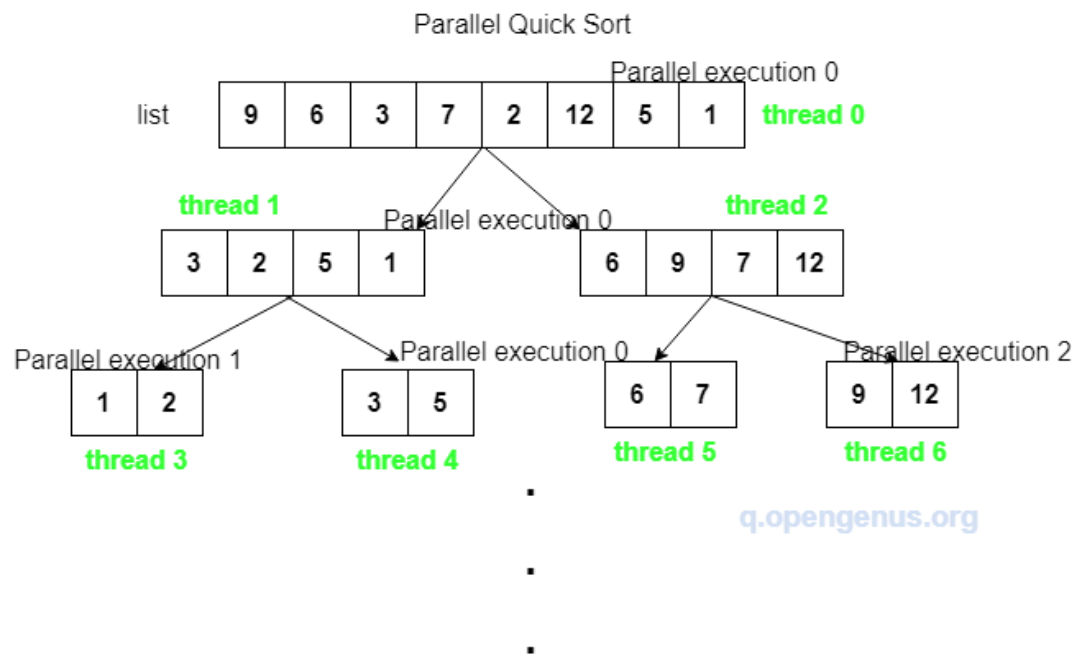 Parallel Quick Sort
Parallel execution 0
list 9 6 3 7 2 12 5 1 thread 0
thread 1 thread 2
Parallel execution 0
3 2 5 1 6 9 7 12
Parallel execution 1 Parallel execution 0 Parallel execution 2
1 2 3 5 6 7 9 12
thread 3 thread 4 thread 5 thread 6
.
q.opengenus.org
.
.